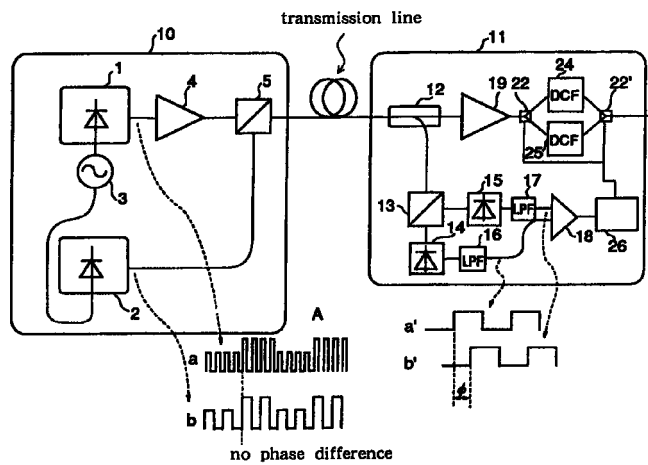 transmission line
10
11
1
4
5
12
19
22
24
22'
DCF
DCF
25
3
15
17
13
LPF
14
16
18
26
LPF
2
A
a
a'
b'
b
ϕ
no phase difference